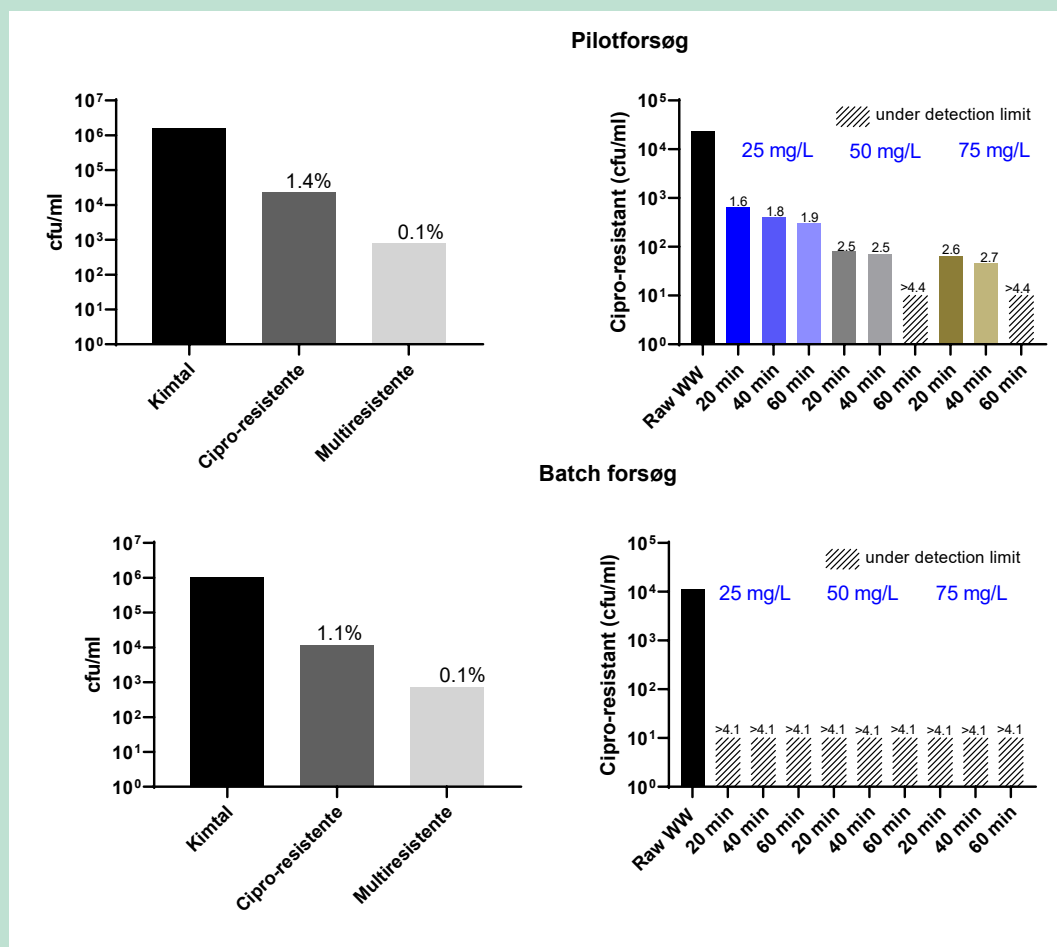 Pilotforsøg
cfu/ml
10⁷
10⁶
10⁵
10⁴
10³
10²
10¹
10⁰
1.4%
0.1%
Kimtal
Cipro-resistente
Multiresistente
Cipro-resistant (cfu/ml)
10⁵
10⁴
10³
10²
10¹
10⁰
under detection limit
25 mg/L 50 mg/L 75 mg/L
1.6 1.8 1.9 2.5 2.5 >4.4 2.6 2.7 >4.4
Raw WW
20 min
40 min
60 min
20 min
40 min
60 min
20 min
40 min
60 min
Batch forsøg
cfu/ml
10⁷
10⁶
10⁵
10⁴
10³
10²
10¹
10⁰
1.1%
0.1%
Kimtal
Cipro-resistente
Multiresistente
Cipro-resistant (cfu/ml)
10⁵
10⁴
10³
10²
10¹
10⁰
under detection limit
25 mg/L 50 mg/L 75 mg/L
>4.1 >4.1 >4.1 >4.1 >4.1 >4.1 >4.1 >4.1 >4.1
Raw WW
20 min
40 min
60 min
20 min
40 min
60 min
20 min
40 min
60 min